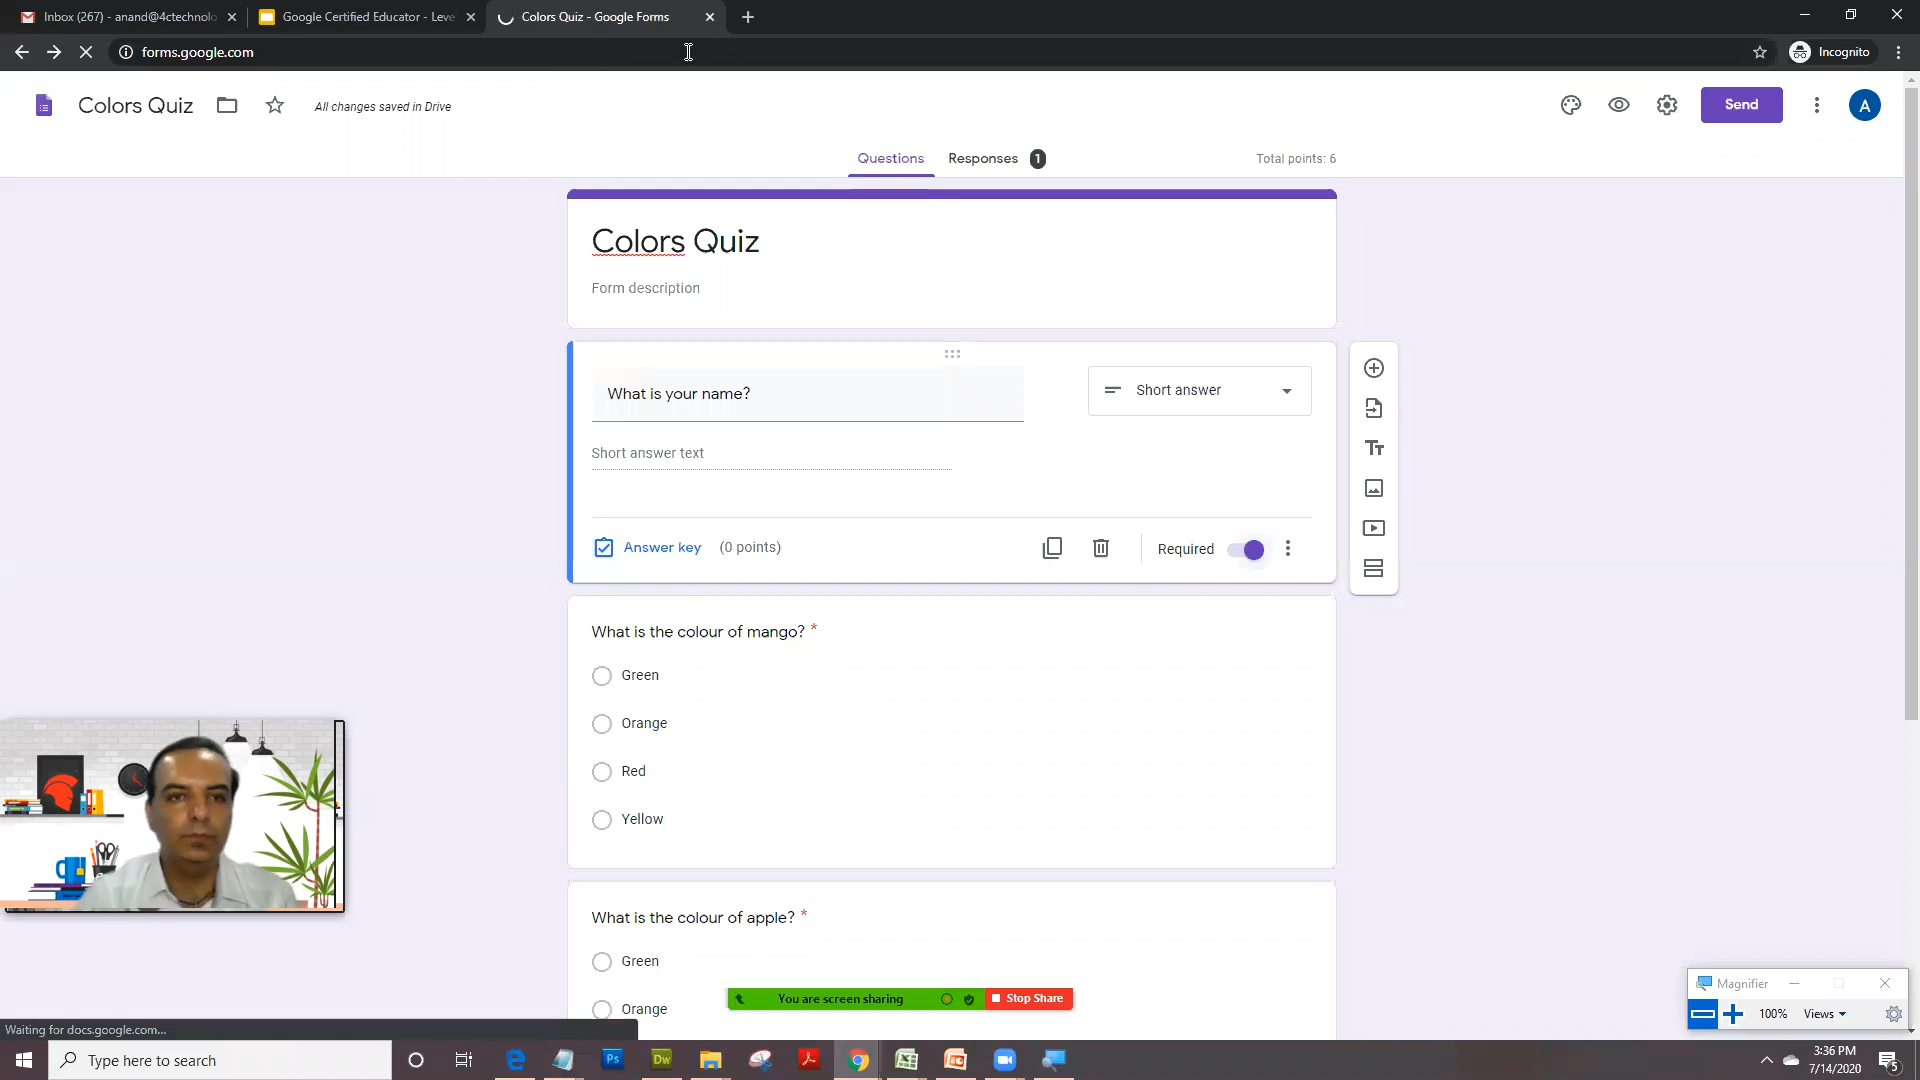 Inbox (267) - anand@4ctechnolo
Google Certified Educator - Leve
Colors Quiz - Google Forms
forms.google.com
Incognito
Colors Quiz
All changes saved in Drive
Send
A
Questions
Responses 1
Total points: 6
Colors Quiz
Form description
What is your name?
Short answer
Short answer text
Answer key (0 points)
Required
What is the colour of mango? *
Green
Orange
Red
Yellow
What is the colour of apple? *
Green
Orange
You are screen sharing
Stop Share
Magnifier
100%
Views
Waiting for docs.google.com...
Type here to search
Ps
Dw
3:36 PM
7/14/2020
5